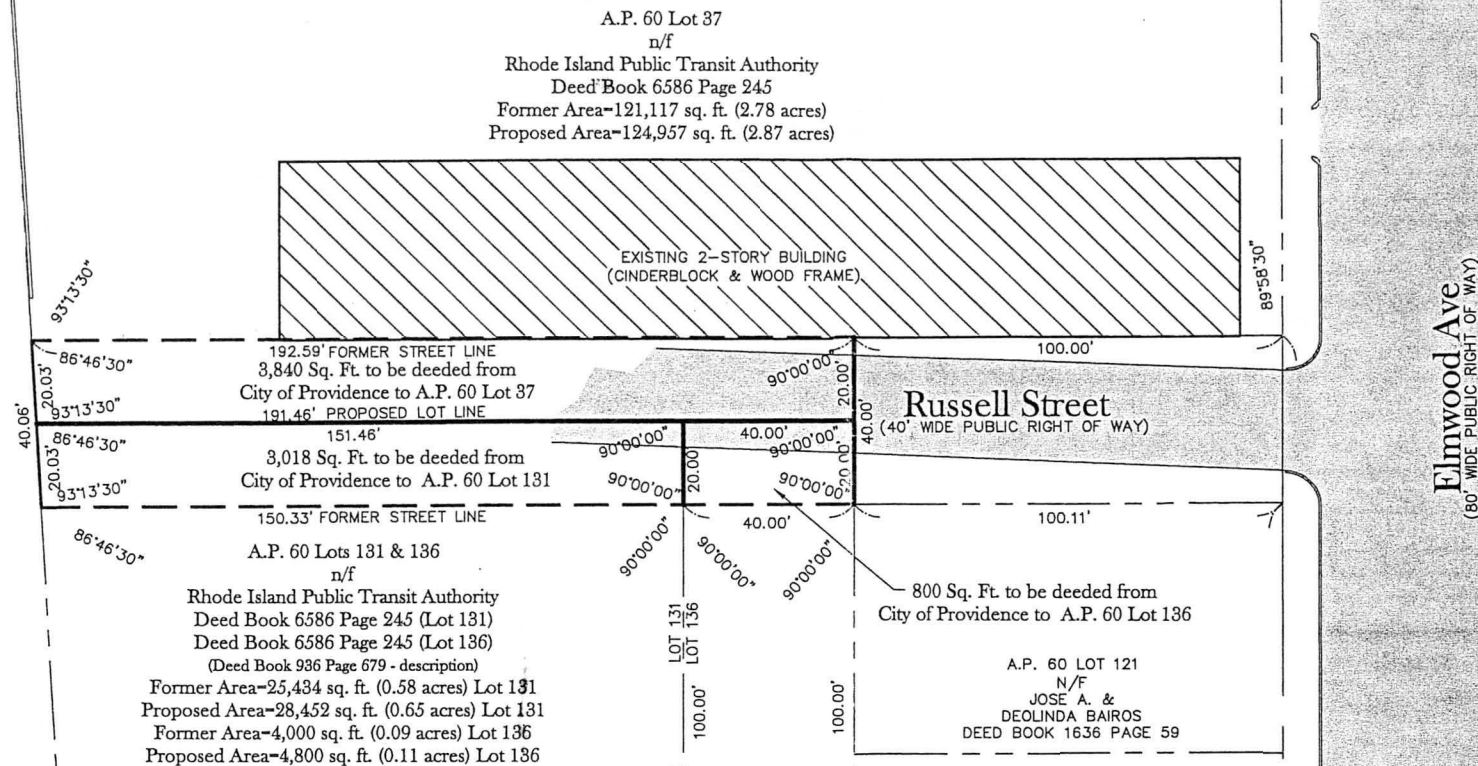 A.P. 60 Lot 37
n/f
Rhode Island Public Transit Authority
Deed Book 6586 Page 245
Former Area=121,117 sq. ft. (2.78 acres)
Proposed Area=124,957 sq. ft. (2.87 acres)
EXISTING 2-STORY BUILDING
(CINDERBLOCK & WOOD FRAME)
89°58'30"
93°13'30"
Elmwood Ave
(80' WIDE PUBLIC RIGHT OF WAY)
86°46'30"
192.59' FORMER STREET LINE
100.00'
3,840 Sq. Ft. to be deeded from
City of Providence to A.P. 60 Lot 37
90°00'00"
20.03'
20.00'
93°13'30"
191.46' PROPOSED LOT LINE
40.06'
40.00'
Russell Street
(40' WIDE PUBLIC RIGHT OF WAY)
86°46'30"
151.46'
90°00'00"
40.00'
90°00'00"
3,018 Sq. Ft. to be deeded from
City of Providence to A.P. 60 Lot 131
20.03'
93°13'30"
90°00'00"
20.00'
90°00'00"
20.00'
150.33' FORMER STREET LINE
40.00'
100.11'
86°46'30"
90°00'00"
90°00'00"
90°00'00"
A.P. 60 Lots 131 & 136
n/f
Rhode Island Public Transit Authority
Deed Book 6586 Page 245 (Lot 131)
Deed Book 6586 Page 245 (Lot 136)
(Deed Book 936 Page 679 - description)
Former Area=25,434 sq. ft. (0.58 acres) Lot 131
Proposed Area=28,452 sq. ft. (0.65 acres) Lot 131
Former Area=4,000 sq. ft. (0.09 acres) Lot 136
Proposed Area=4,800 sq. ft. (0.11 acres) Lot 136
LOT 131
LOT 136
100.00'
100.00'
800 Sq. Ft. to be deeded from
City of Providence to A.P. 60 Lot 136
A.P. 60 LOT 121
N/F
JOSE A. &
DEOLINDA BAIROS
DEED BOOK 1636 PAGE 59